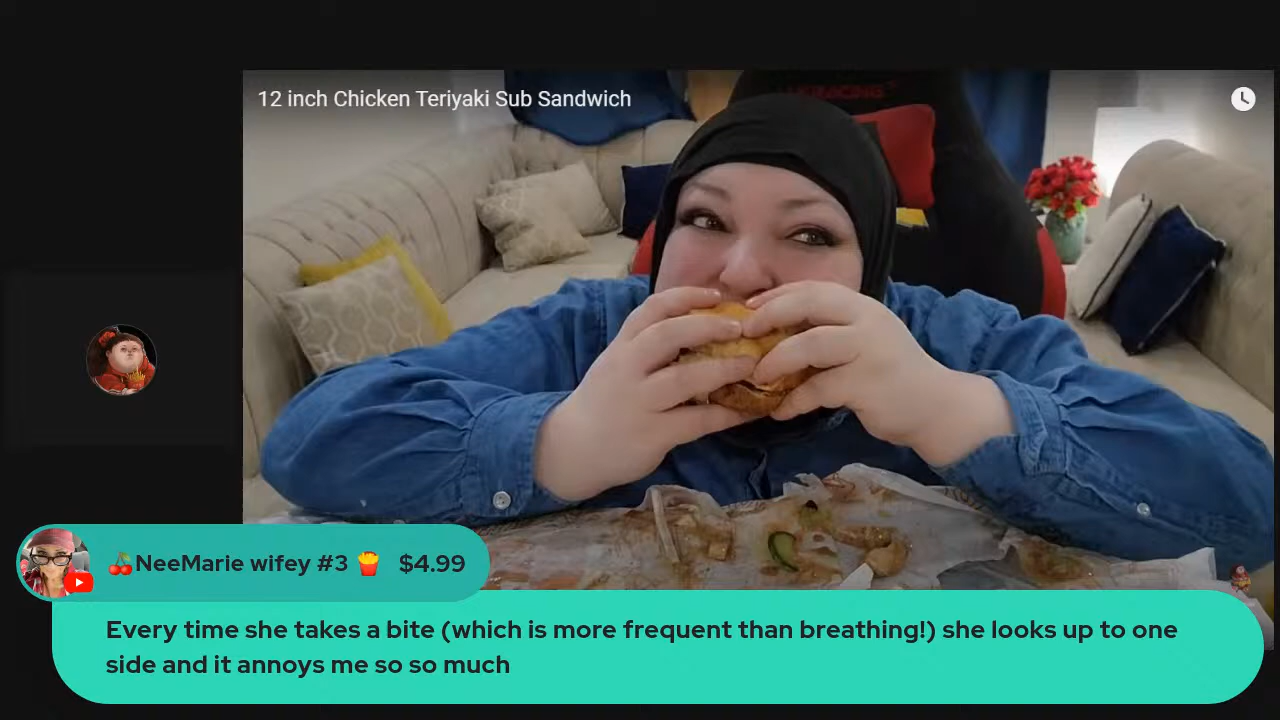 12 inch Chicken Teriyaki Sub Sandwich
🍒NeeMarie wifey #3 🍟 $4.99
Every time she takes a bite (which is more frequent than breathing!) she looks up to one
side and it annoys me so so much